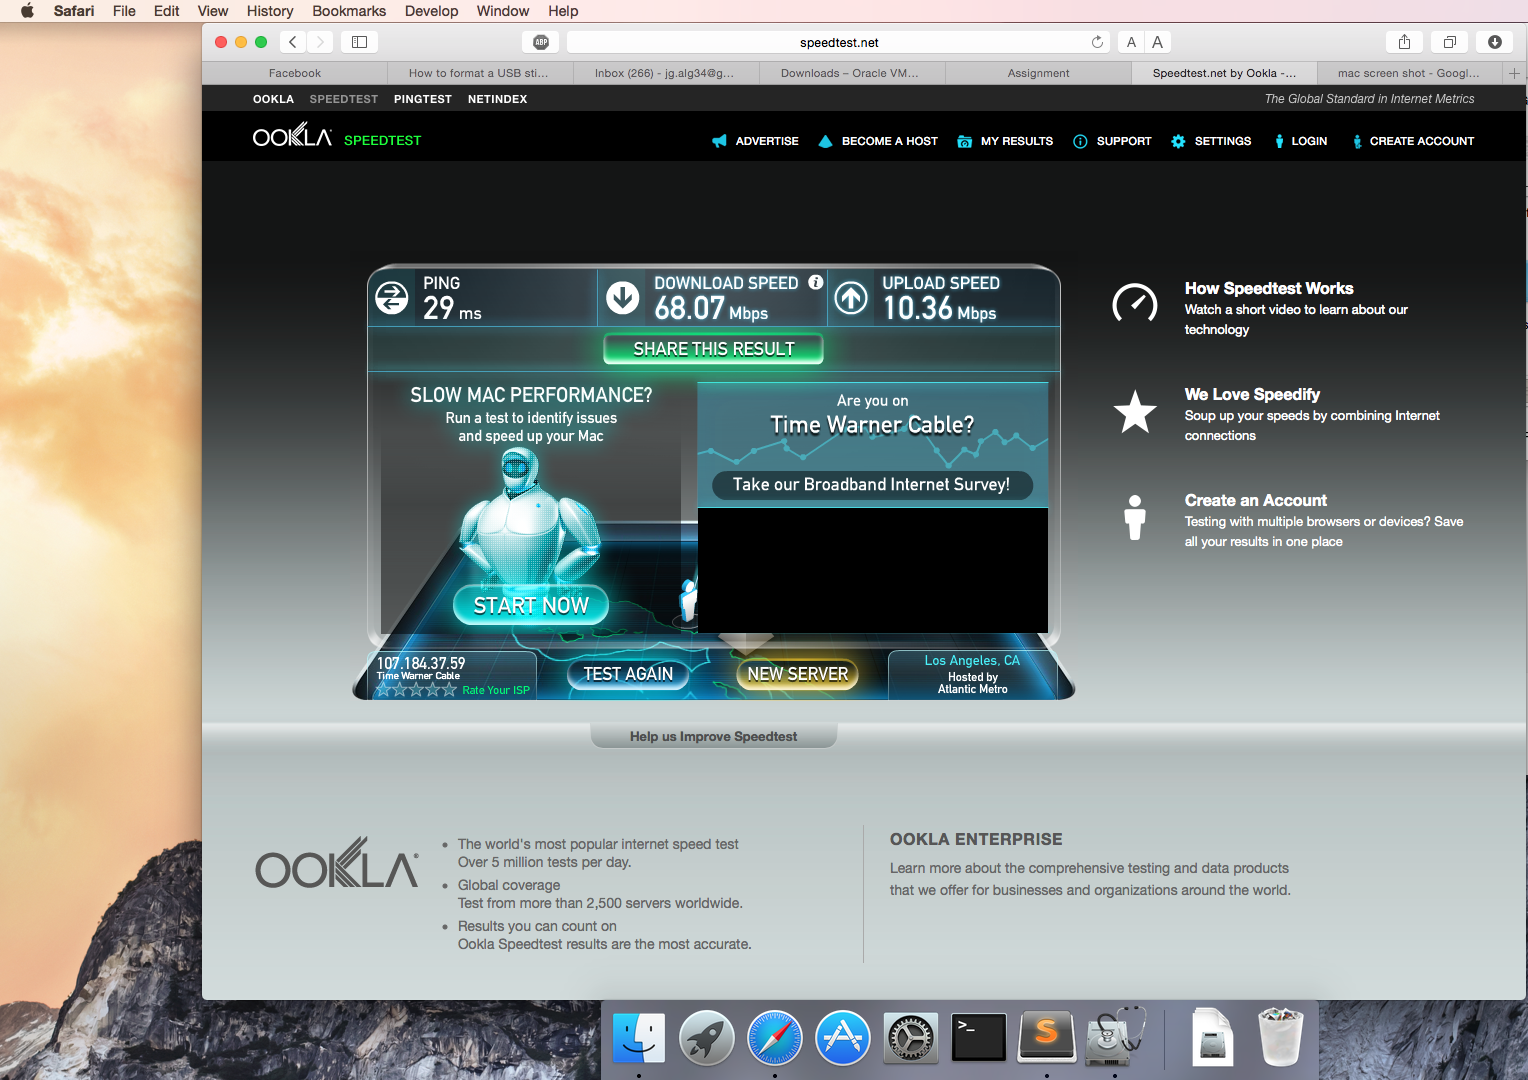 Safari File Edit View History Bookmarks Develop Window Help
ABP
speedtest.net
A A
Facebook
How to format a USB sti...
Inbox (266) - jg.alg34@g...
Downloads – Oracle VM...
Assignment
Speedtest.net by Ookla -...
mac screen shot - Googl...
OOKLA SPEEDTEST PINGTEST NETINDEX
The Global Standard in Internet Metrics
OOKLA SPEEDTEST
ADVERTISE BECOME A HOST MY RESULTS SUPPORT SETTINGS LOGIN CREATE ACCOUNT
PING
29 ms
DOWNLOAD SPEED
68.07 Mbps
UPLOAD SPEED
10.36 Mbps
SHARE THIS RESULT
SLOW MAC PERFORMANCE?
Run a test to identify issues
and speed up your Mac
START NOW
Are you on
Time Warner Cable?
Take our Broadband Internet Survey!
107.184.37.59
Time Warner Cable
Rate Your ISP
TEST AGAIN
NEW SERVER
Los Angeles, CA
Hosted by
Atlantic Metro
How Speedtest Works
Watch a short video to learn about our
technology
We Love Speedify
Soup up your speeds by combining Internet
connections
Create an Account
Testing with multiple browsers or devices? Save
all your results in one place
Help us Improve Speedtest
OOKLA
The world's most popular internet speed test
Over 5 million tests per day.
Global coverage
Test from more than 2,500 servers worldwide.
Results you can count on
Ookla Speedtest results are the most accurate.
OOKLA ENTERPRISE
Learn more about the comprehensive testing and data products
that we offer for businesses and organizations around the world.
>_
S